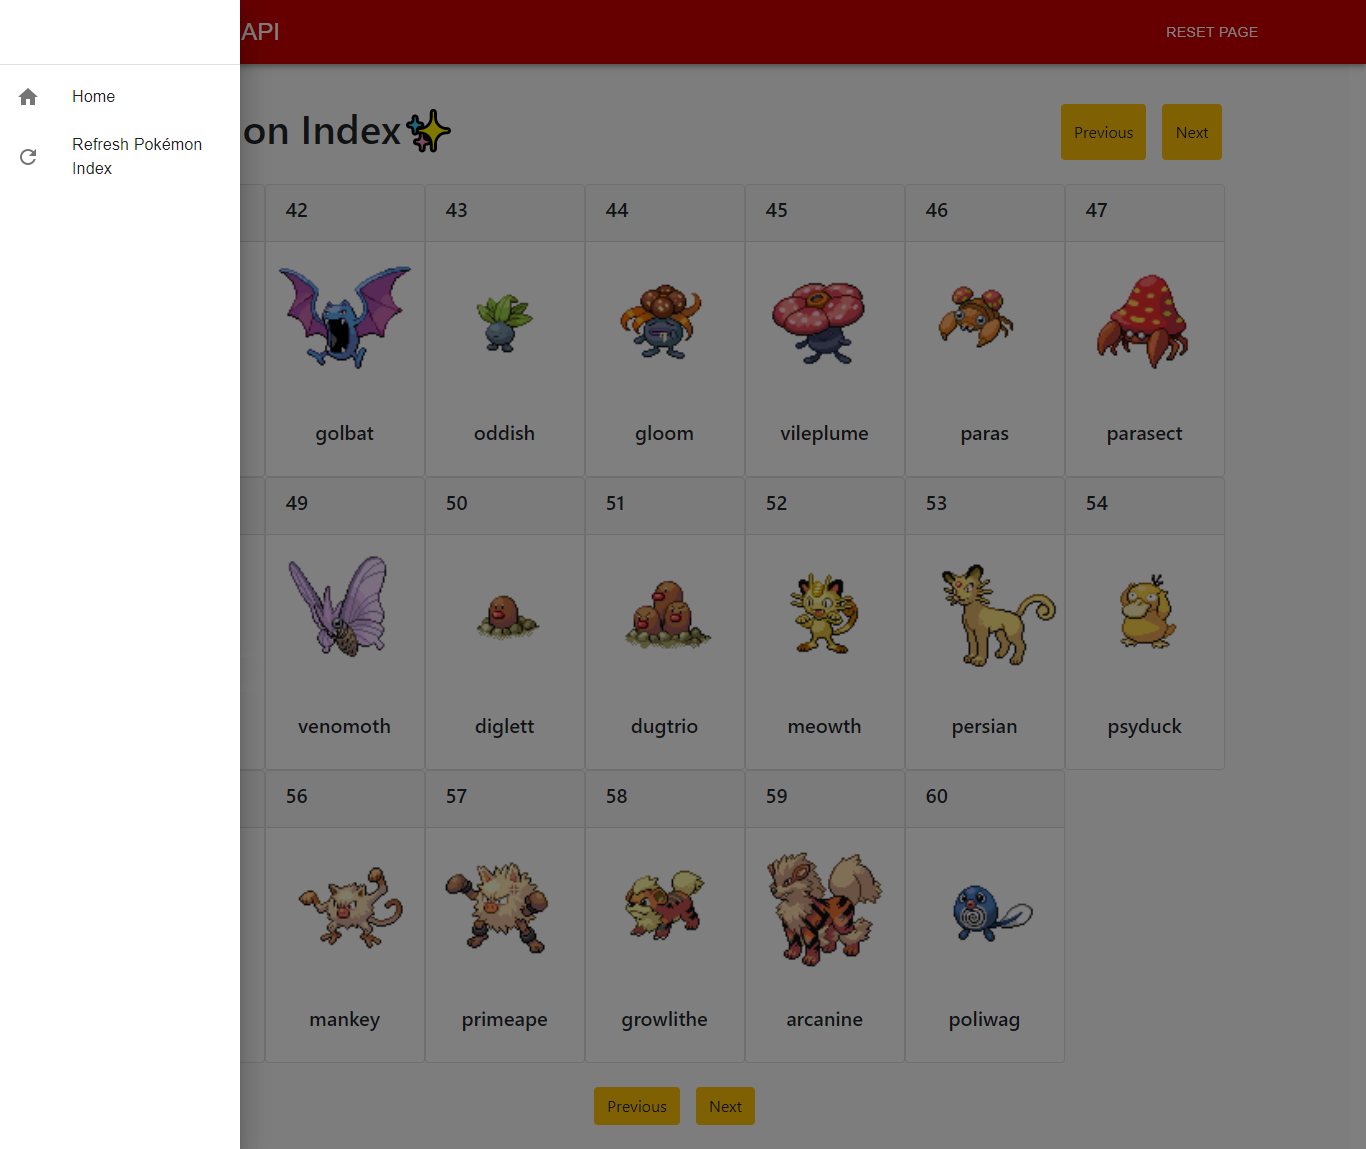 API
RESET PAGE
Home
Refresh Pokémon
Index
on Index
Previous
Next
42
43
44
45
46
47
golbat
oddish
gloom
vileplume
paras
parasect
49
50
51
52
53
54
venomoth
diglett
dugtrio
meowth
persian
psyduck
56
57
58
59
60
mankey
primeape
growlithe
arcanine
poliwag
Previous
Next